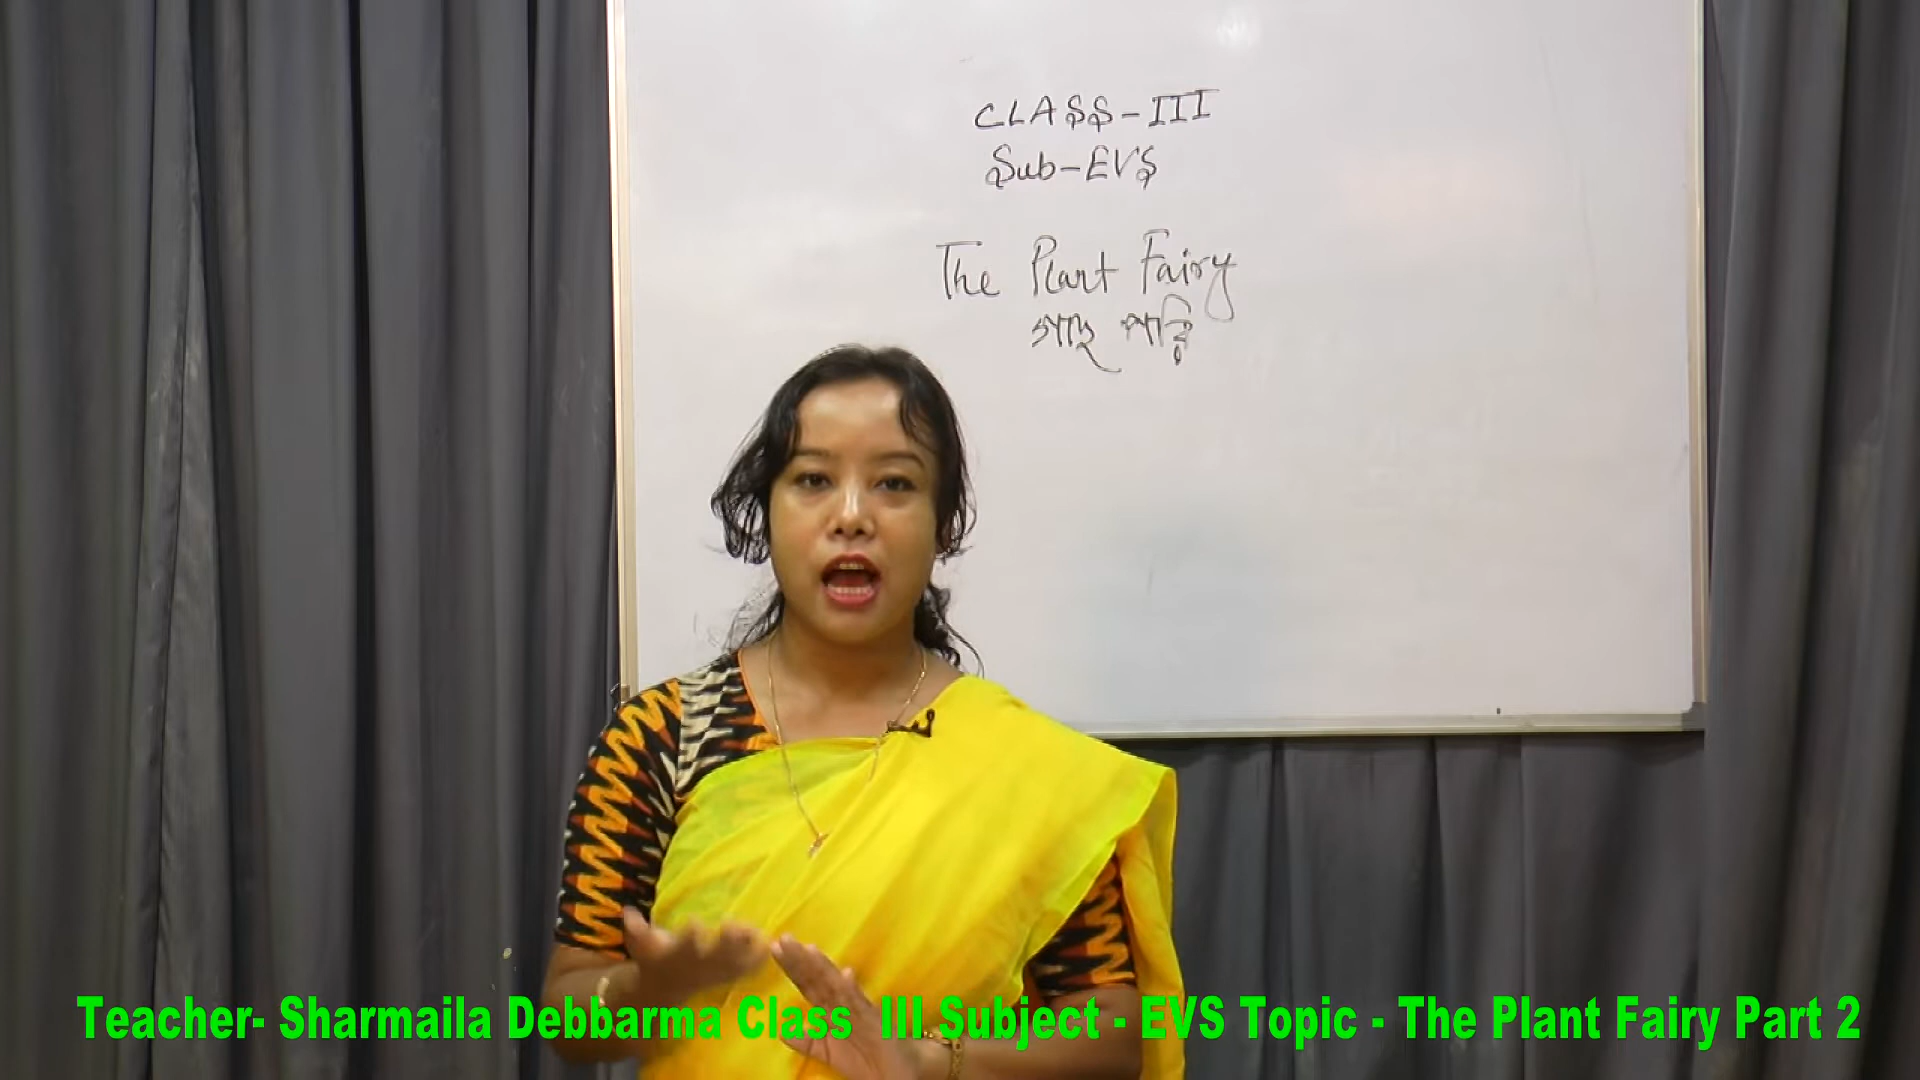 CLASS-III
Sub-EVS
The Plant Fairy
গাছ পরি
Teacher- Sharmaila Debbarma Class III Subject - EVS Topic - The Plant Fairy Part 2